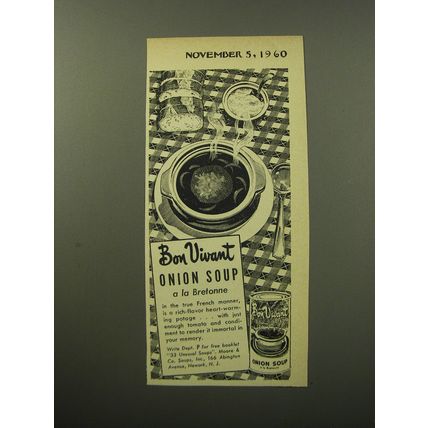 NOVEMBER 5, 1960
Bon Vivant
ONION SOUP
a la Bretonne
in the true French manner,
is a rich-flavor heart-warm-
ing potage . . . with just
enough tomato and condi-
ment to render it immortal in
your memory.
Write Dept. P for free booklet
"33 Unusual Soups". Moore &
Co. Soups, Inc., 166 Abington
Avenue, Newark, N. J.
Bon Vivant
ONION SOUP
a la Bretonne